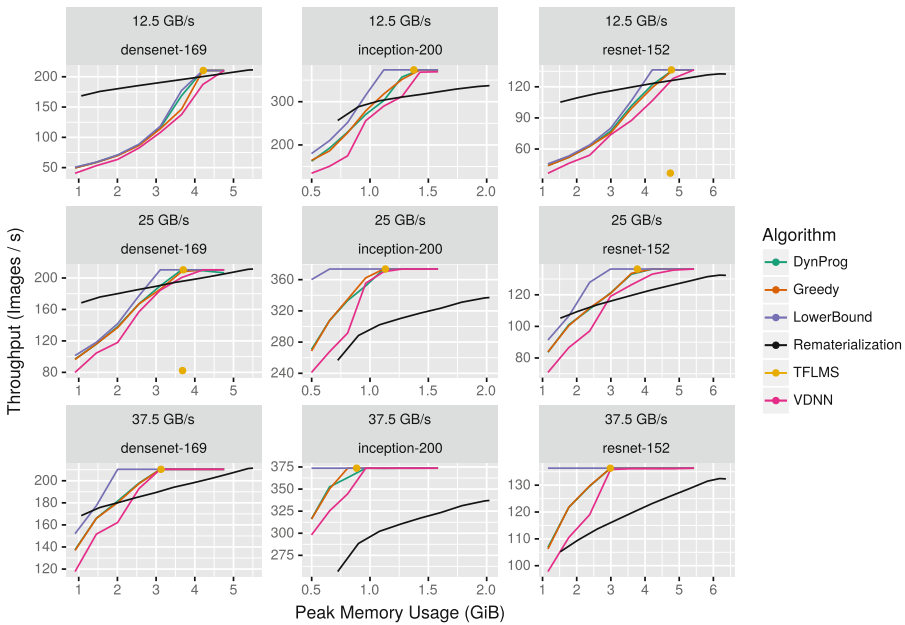 12.5 GB/s
densenet-169
12.5 GB/s
inception-200
12.5 GB/s
resnet-152
200
150
100
50
1 2 3 4 5
300
200
0.5 1.0 1.5 2.0
120
90
60
1 2 3 4 5 6
25 GB/s
densenet-169
25 GB/s
inception-200
25 GB/s
resnet-152
200
160
120
80
1 2 3 4 5
360
320
280
240
0.5 1.0 1.5 2.0
120
100
80
1 2 3 4 5 6
37.5 GB/s
densenet-169
37.5 GB/s
inception-200
37.5 GB/s
resnet-152
200
180
160
140
120
1 2 3 4 5
375
350
325
300
275
0.5 1.0 1.5 2.0
130
120
110
100
1 2 3 4 5 6
Throughput (Images / s)
Peak Memory Usage (GiB)
Algorithm
DynProg
Greedy
LowerBound
Rematerialization
TFLMS
VDNN